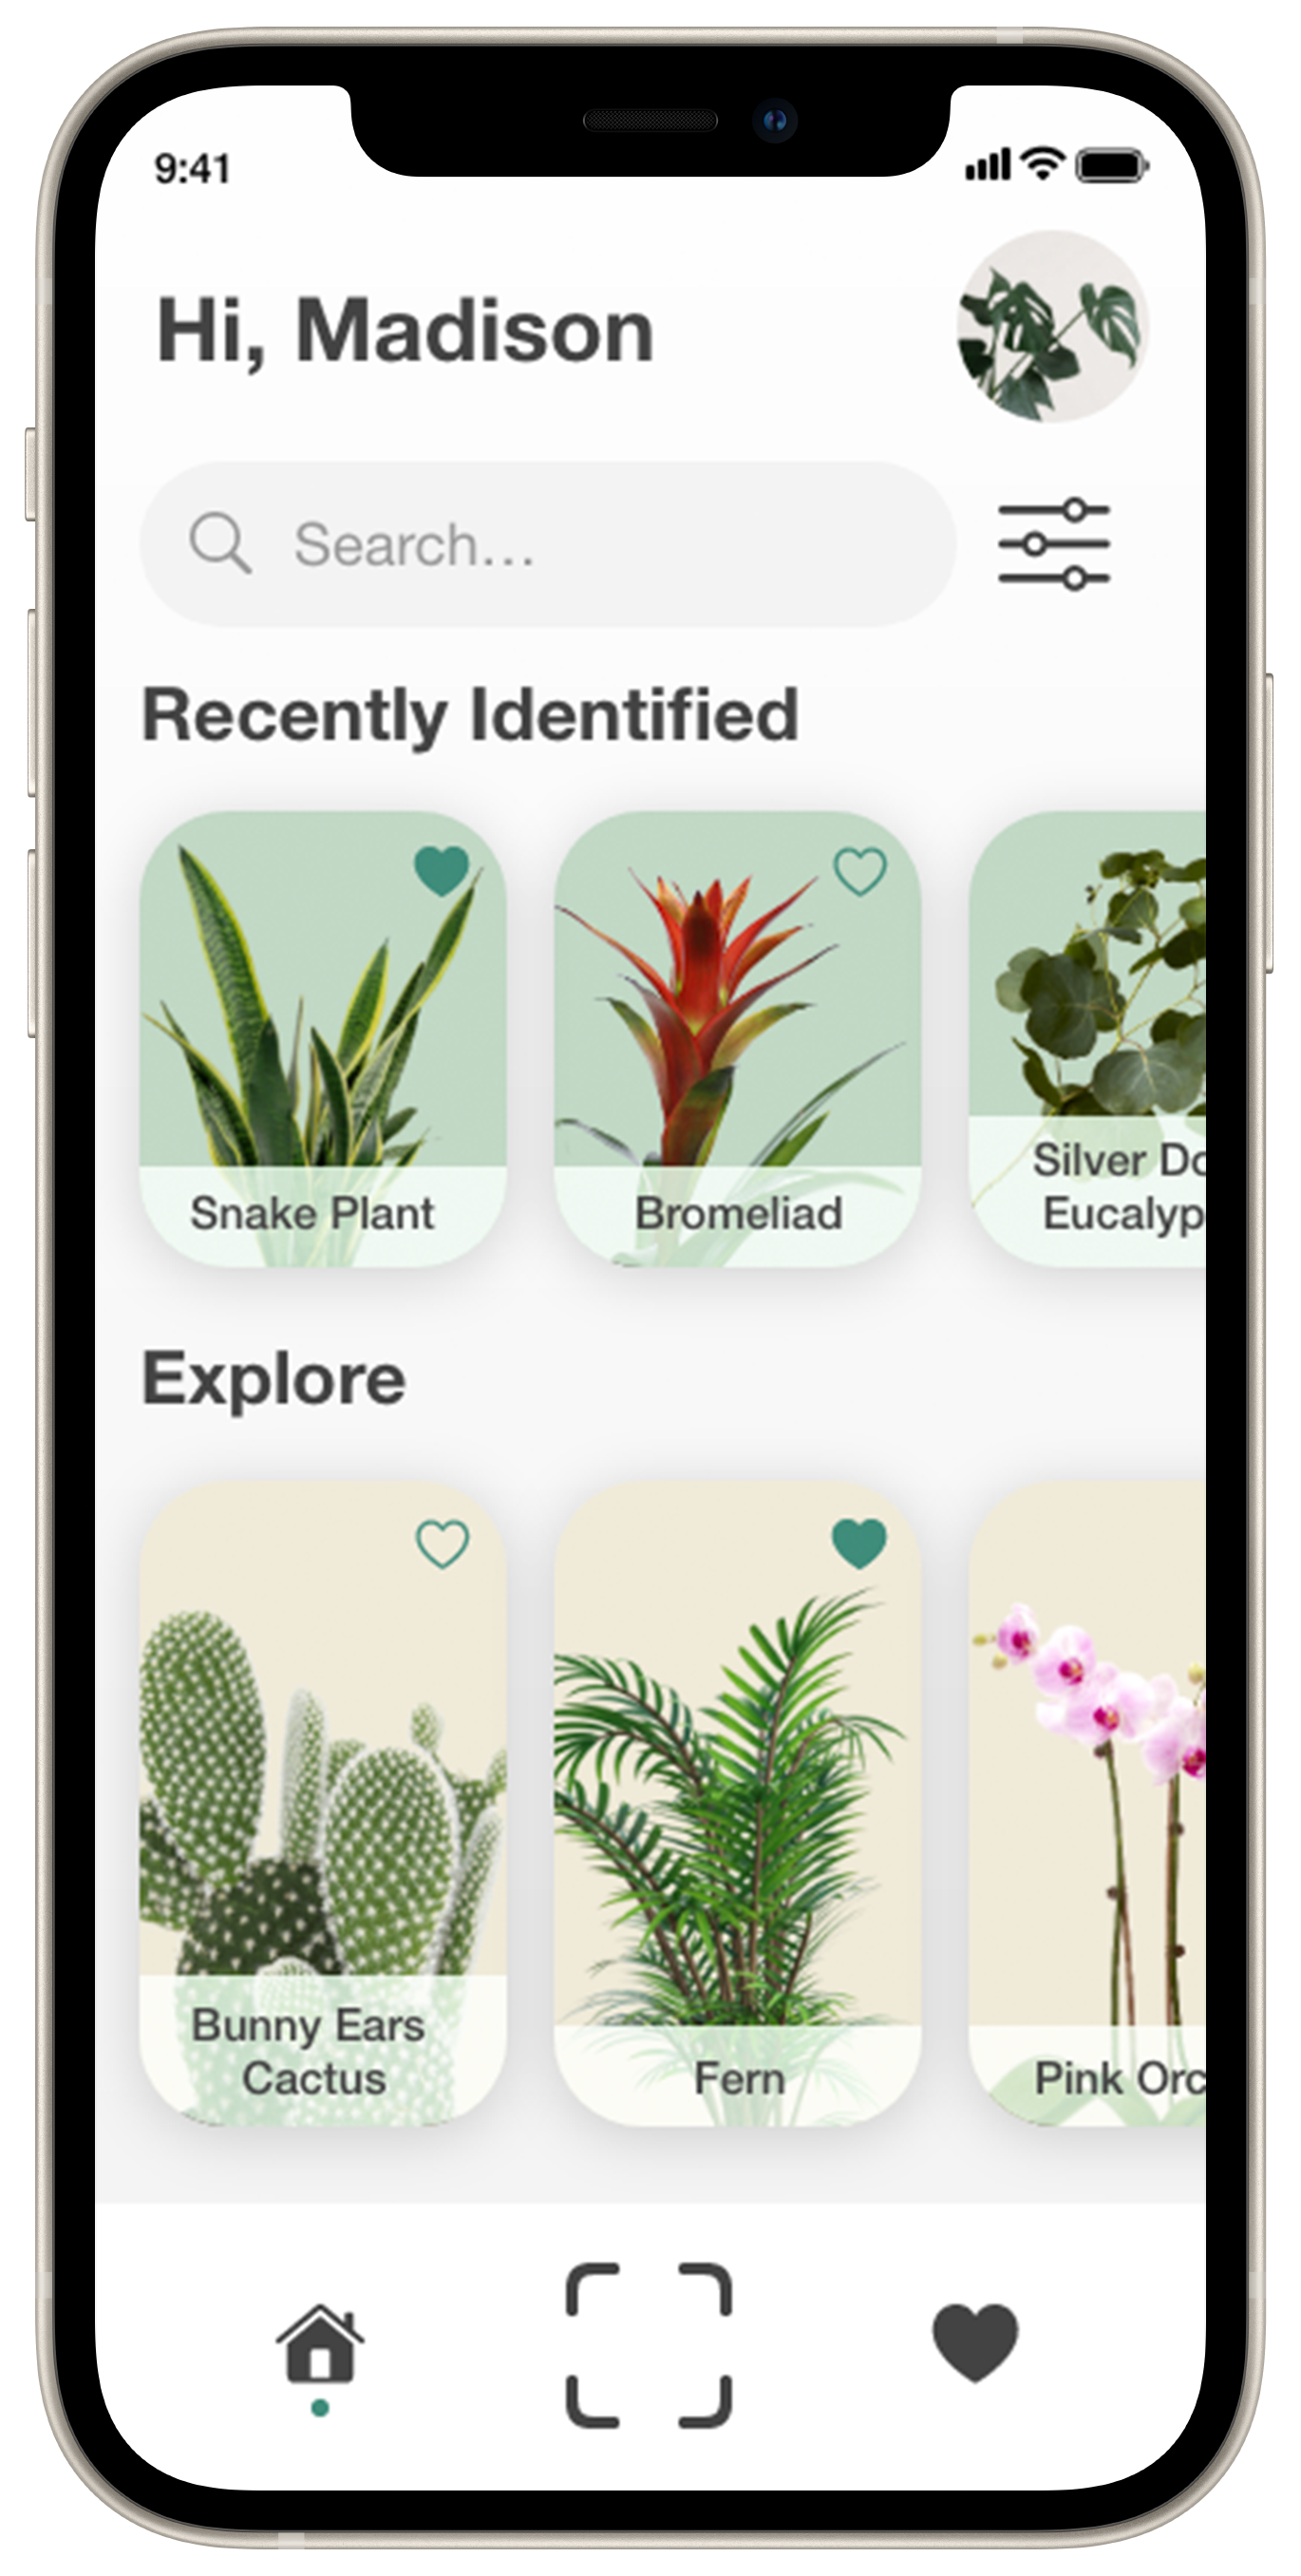 9:41
Hi, Madison
Search...
Recently Identified
Snake Plant
Bromeliad
Silver Do
Eucalyp
Explore
Bunny Ears
Cactus
Fern
Pink Orc